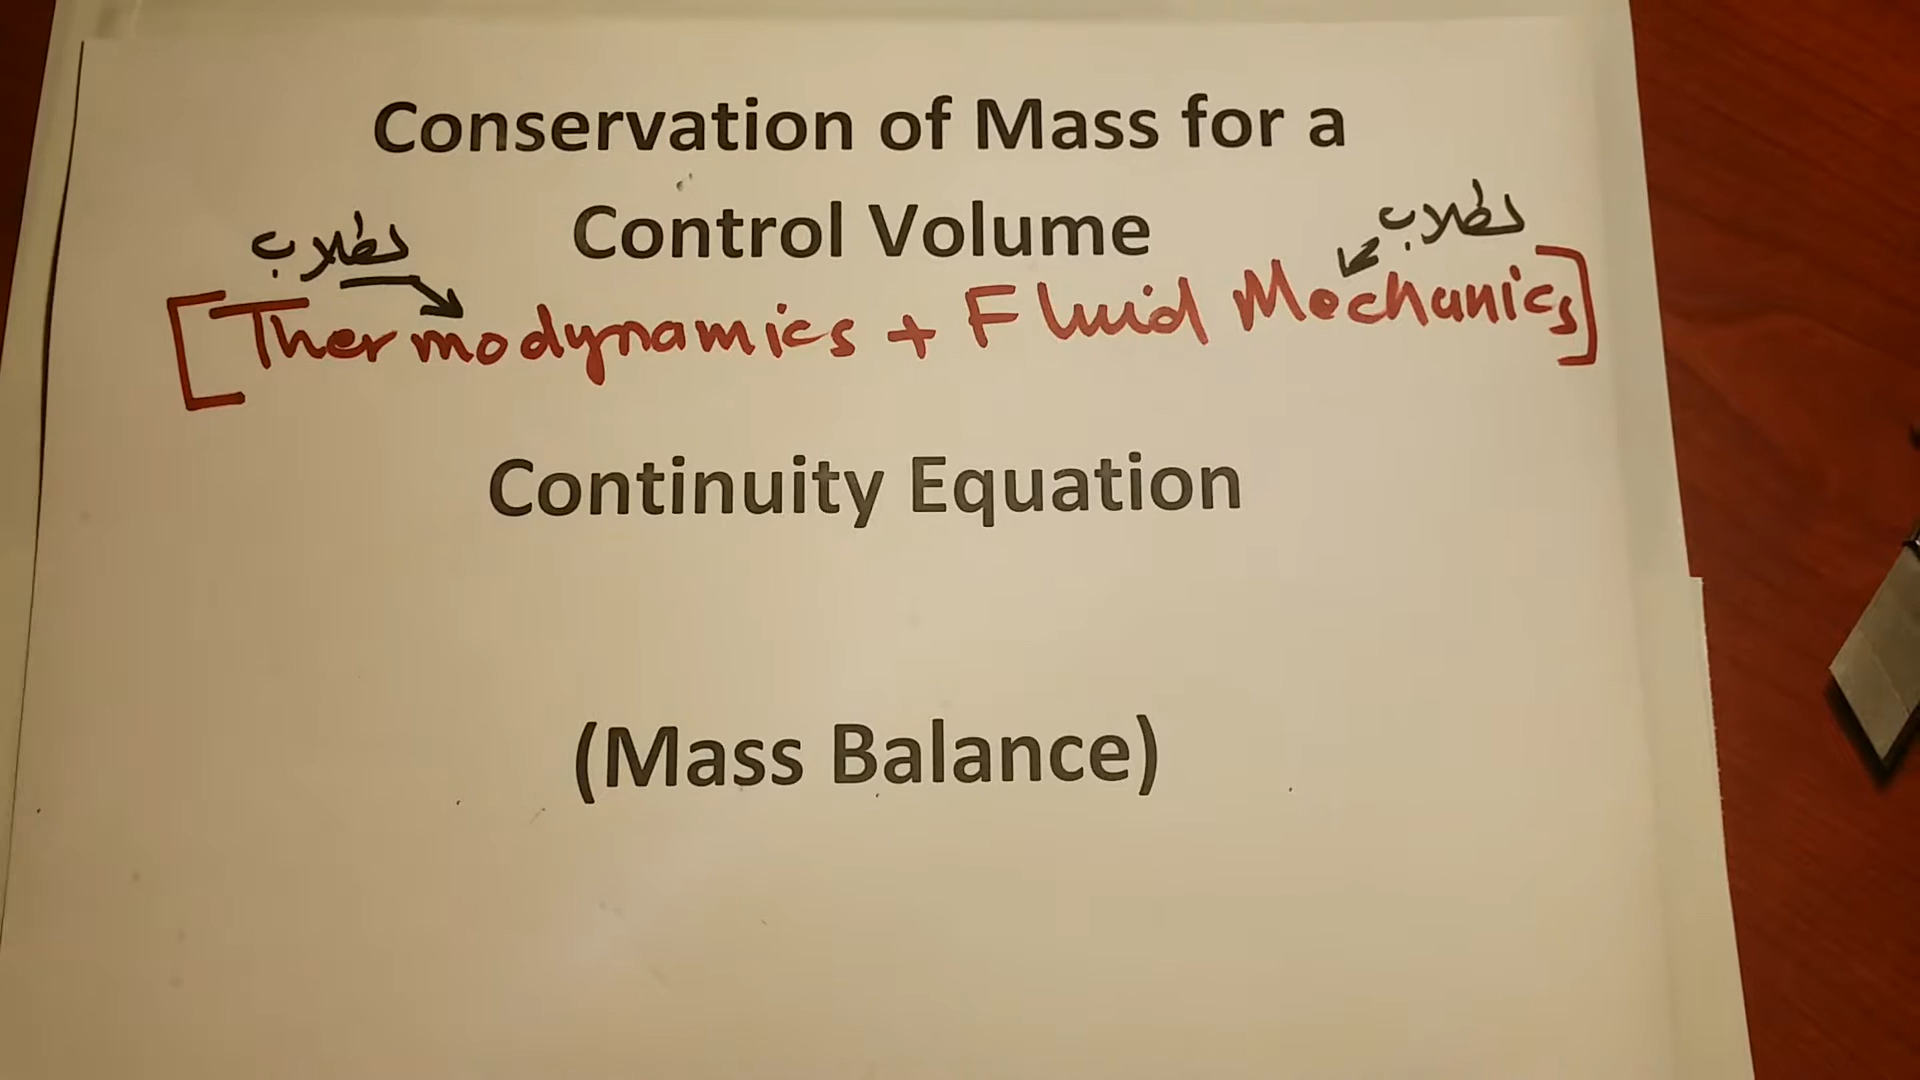 Conservation of Mass for a
Control Volume
لطلاب لطلاب
[Thermodynamics + Fluid Mechanics]
Continuity Equation
(Mass Balance)